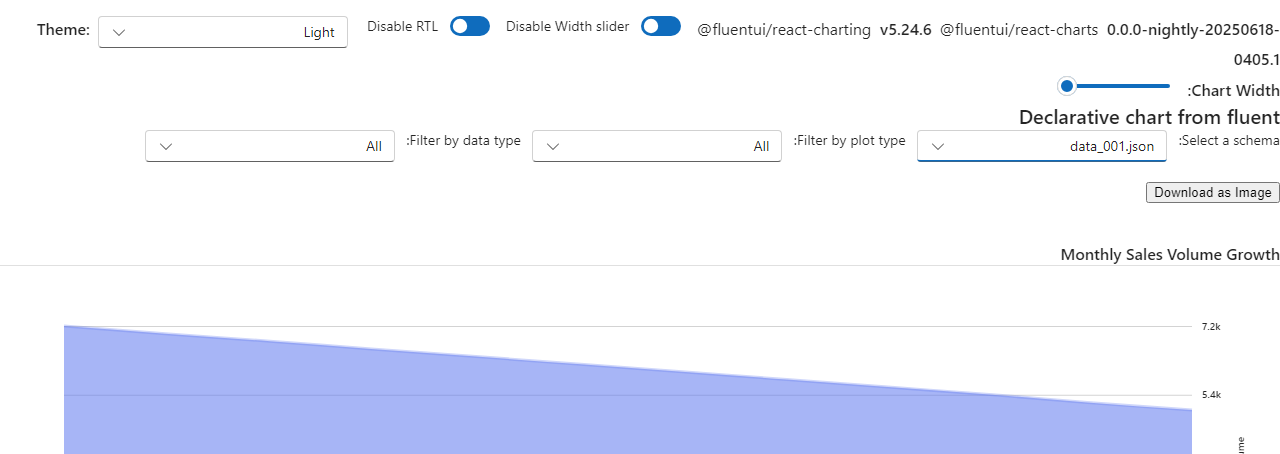 Theme: Light Disable RTL Disable Width slider @fluentui/react-charting v5.24.6 @fluentui/react-charts 0.0.0-nightly-20250618-
0405.1
:Chart Width
Declarative chart from fluent
:Select a schema data_001.json :Filter by plot type All :Filter by data type All
Download as Image
Monthly Sales Volume Growth
7.2k
5.4k